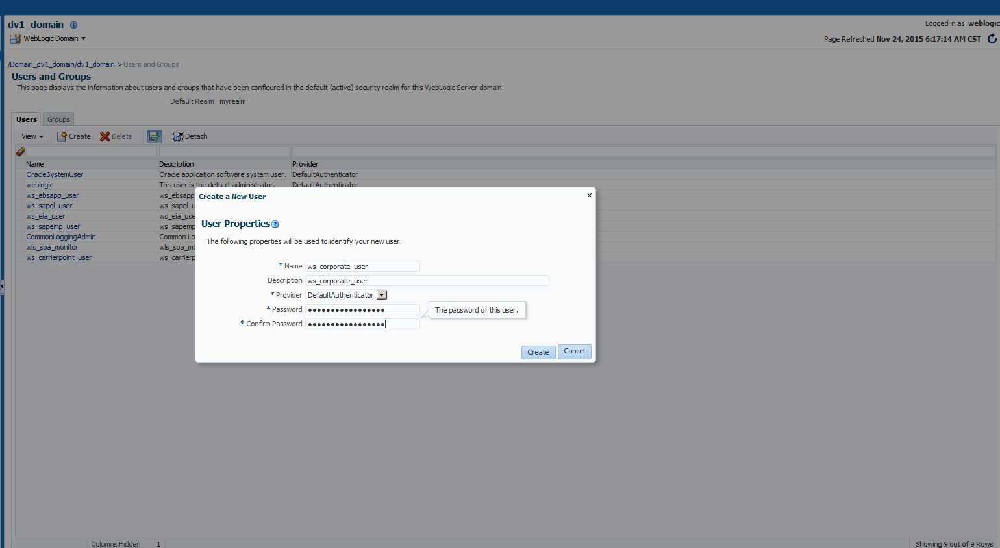 dv1_domain
Logged in as weblogic
WebLogic Domain
Page Refreshed Nov 24, 2015 6:17:14 AM CST
/Domain_dv1_domain/dv1_domain > Users and Groups
Users and Groups
This page displays the information about users and groups that have been configured in the default (active) security realm for this WebLogic Server domain.
Default Realm myrealm
Users Groups
View Create Delete Detach
Name Description Provider
OracleSystemUser Oracle application software system user. DefaultAuthenticator
weblogic This user is the default administrator. DefaultAuthenticator
ws_ebsapp_user ws_ebsapp
ws_sapgl_user ws_sapgl_u
ws_eia_user ws_eia_use
ws_sapemp_user ws_sapemp
CommonLoggingAdmin Common Lo
wls_soa_monitor wls_soa_mo
ws_carrierpoint_user ws_carrierp
Create a New User
User Properties
The following properties will be used to identify your new user.
* Name ws_corporate_user
Description ws_corporate_user
* Provider DefaultAuthenticator
* Password •••••••••••••••••
The password of this user.
* Confirm Password •••••••••••••••••
Create Cancel
Columns Hidden 1
Showing 9 out of 9 Rows